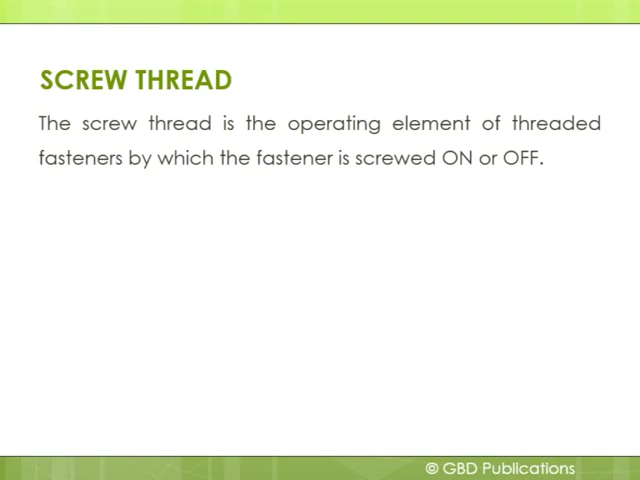 SCREW THREAD
The screw thread is the operating element of threaded
fasteners by which the fastener is screwed ON or OFF.
© GBD Publications